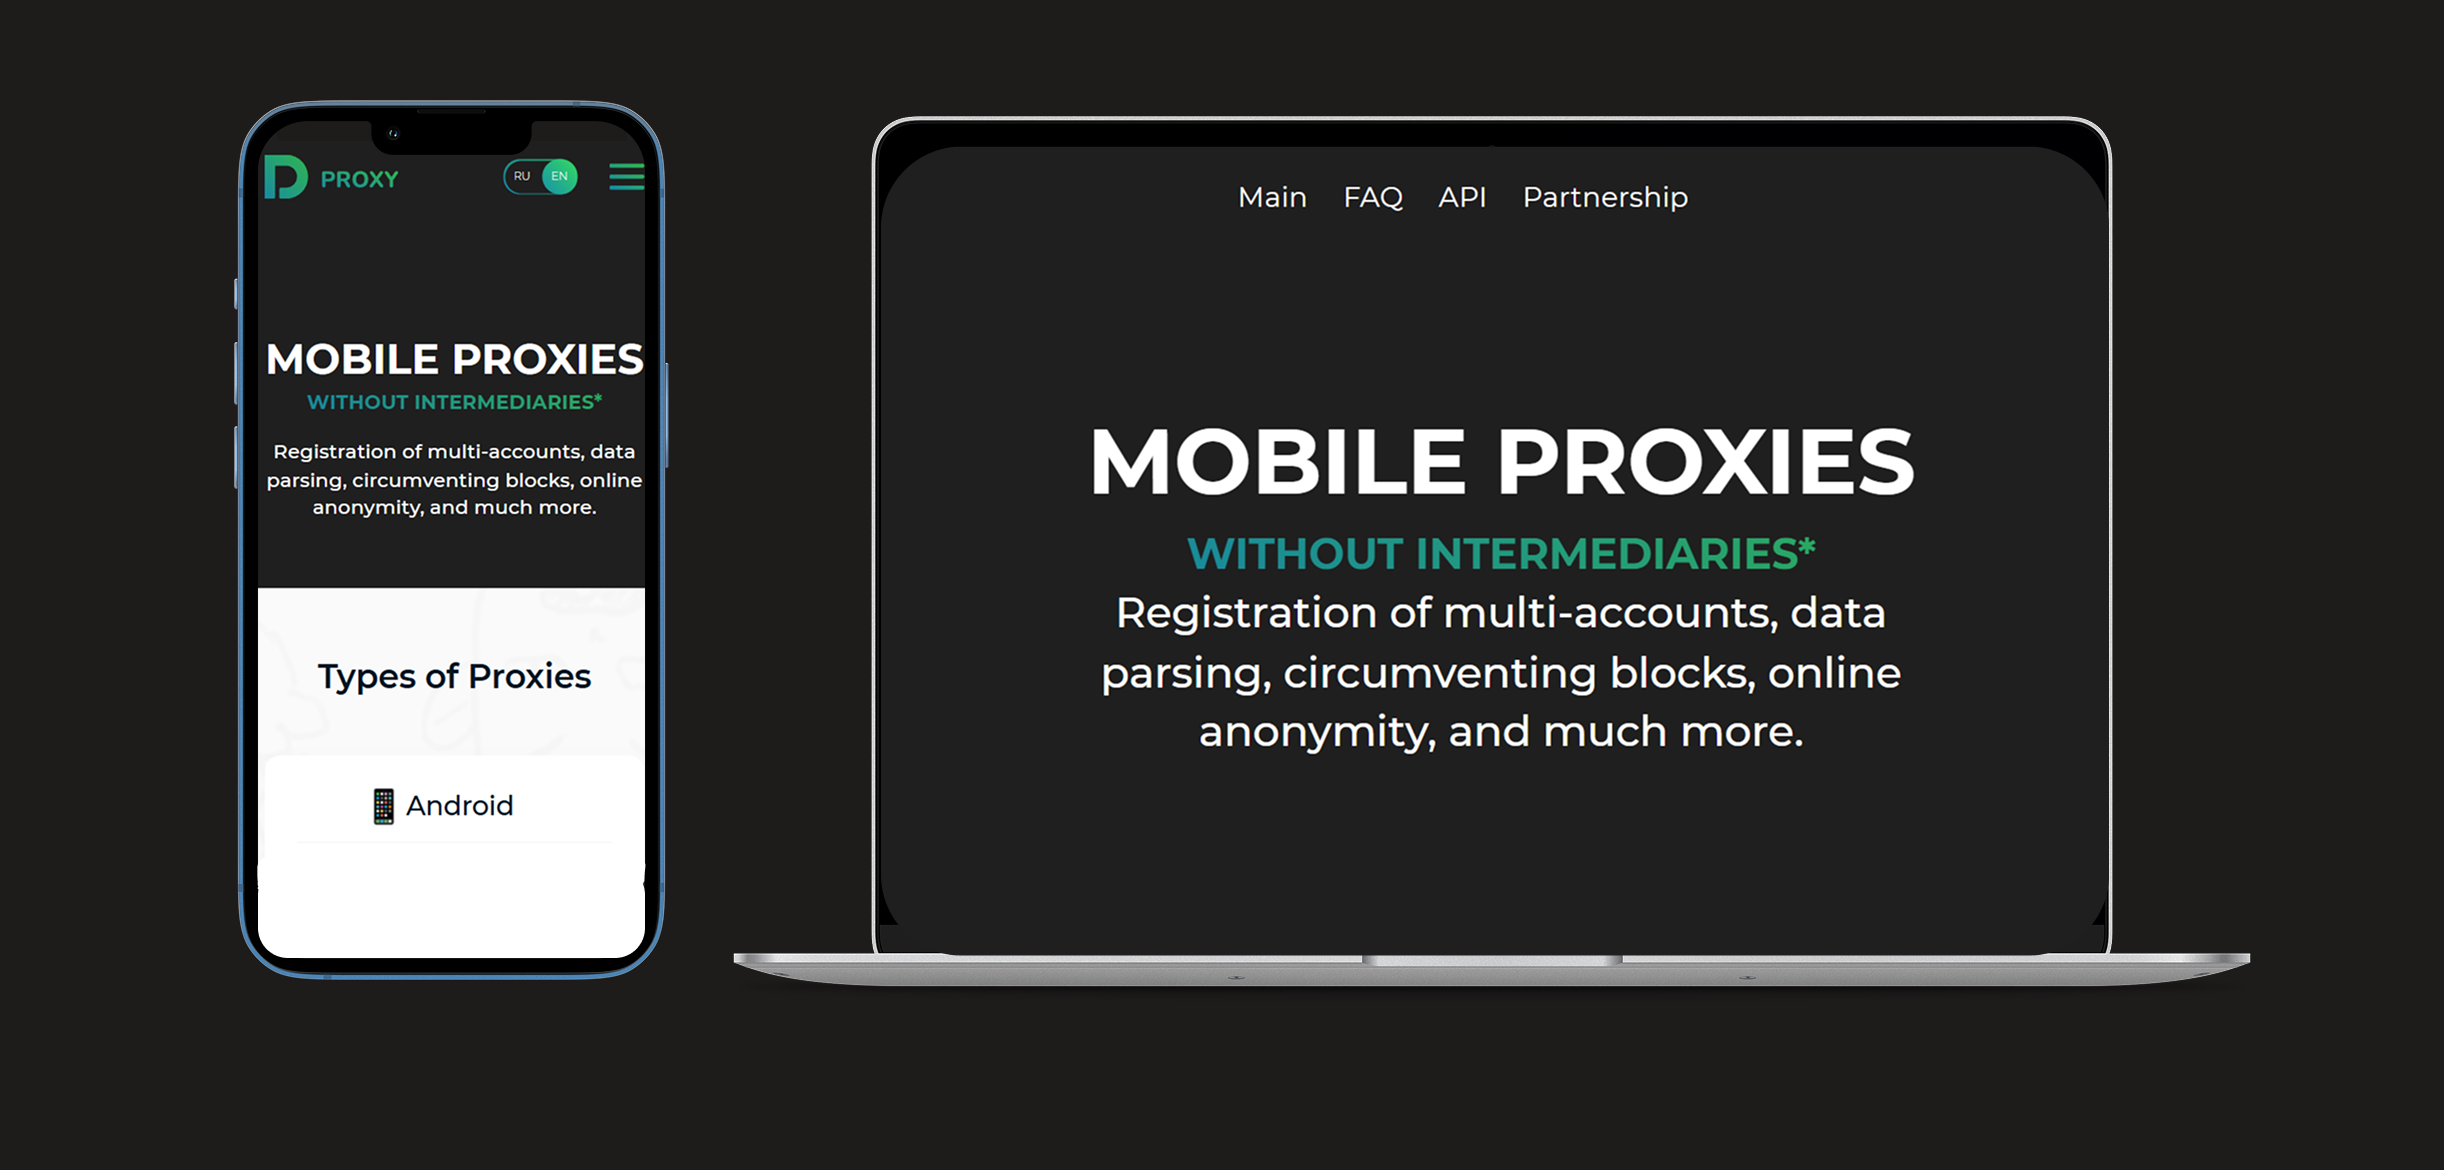 PROXY
RU EN
MOBILE PROXIES
WITHOUT INTERMEDIARIES*
Registration of multi-accounts, data
parsing, circumventing blocks, online
anonymity, and much more.
Types of Proxies
Android
Main FAQ API Partnership
MOBILE PROXIES
WITHOUT INTERMEDIARIES*
Registration of multi-accounts, data
parsing, circumventing blocks, online
anonymity, and much more.